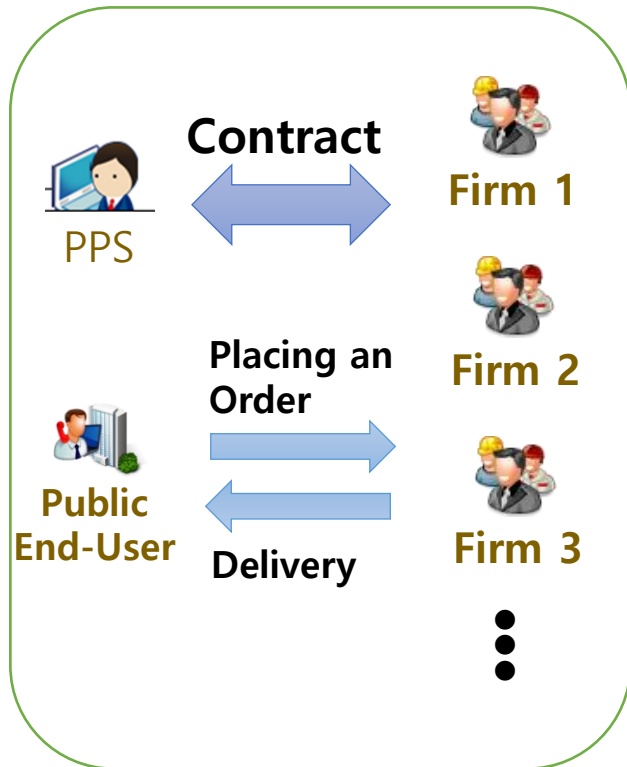 Contract
Firm 1
PPS
Placing an
Order
Firm 2
Public
End-User
Delivery
Firm 3